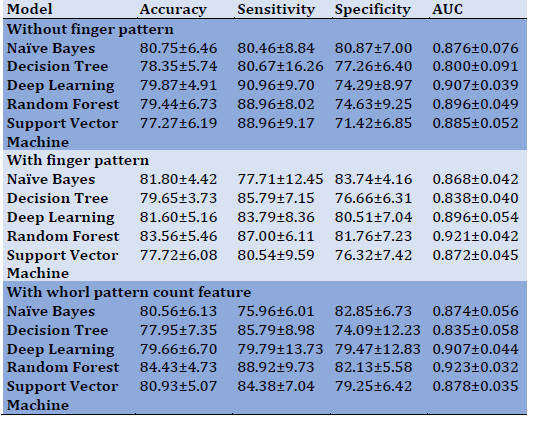 Model Accuracy Sensitivity Specificity AUC
Without finger pattern
Naïve Bayes 80.75±6.46 80.46±8.84 80.87±7.00 0.876±0.076
Decision Tree 78.35±5.74 80.67±16.26 77.26±6.40 0.800±0.091
Deep Learning 79.87±4.91 90.96±9.70 74.29±8.97 0.907±0.039
Random Forest 79.44±6.73 88.96±8.02 74.63±9.25 0.896±0.049
Support Vector 77.27±6.19 88.96±9.17 71.42±6.85 0.885±0.052
Machine
With finger pattern
Naïve Bayes 81.80±4.42 77.71±12.45 83.74±4.16 0.868±0.042
Decision Tree 79.65±3.73 85.79±7.15 76.66±6.31 0.838±0.040
Deep Learning 81.60±5.16 83.79±8.36 80.51±7.04 0.896±0.054
Random Forest 83.56±5.46 87.00±6.11 81.76±7.23 0.921±0.042
Support Vector 77.72±6.08 80.54±9.59 76.32±7.42 0.872±0.045
Machine
With whorl pattern count feature
Naïve Bayes 80.56±6.13 75.96±6.01 82.85±6.73 0.874±0.056
Decision Tree 77.95±7.35 85.79±8.98 74.09±12.23 0.835±0.058
Deep Learning 79.66±6.70 79.79±13.73 79.47±12.83 0.907±0.044
Random Forest 84.43±4.73 88.92±9.73 82.13±5.58 0.923±0.032
Support Vector 80.93±5.07 84.38±7.04 79.25±6.42 0.878±0.035
Machine